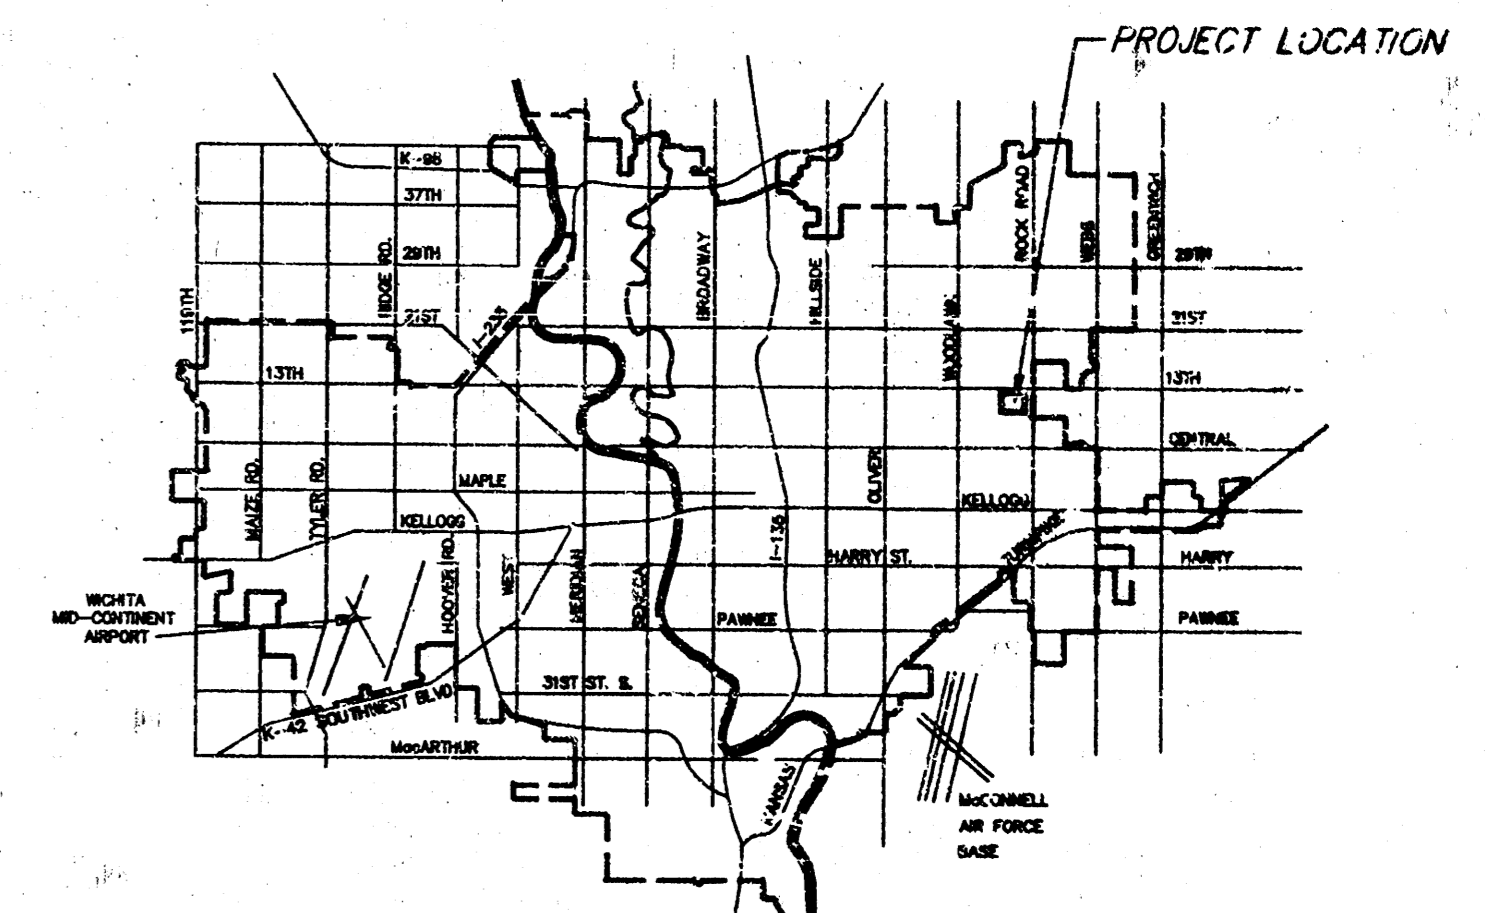 PROJECT LOCATION
K-96
37TH
29TH
21ST
13TH
119TH
RIDGE RD.
I-235
BROADWAY
HILLSIDE
WOODLAWN
ROCK ROAD
WEBB
GREENWICH
29TH
21ST
13TH
CENTRAL
MAIZE RD.
TYLER RD.
MAPLE
KELLOGG
HOOVER RD.
WEST
MERIDIAN
SENECA
I-135
OLIVER
KELLOGG
TURNPIKE
HARRY ST.
HARRY
PAWNEE
PAWNEE
WICHITA
MID-CONTINENT
AIRPORT
31ST ST. S.
K-42 SOUTHWEST BLVD
MacARTHUR
KANSAS
McCONNELL
AIR FORCE
BASE